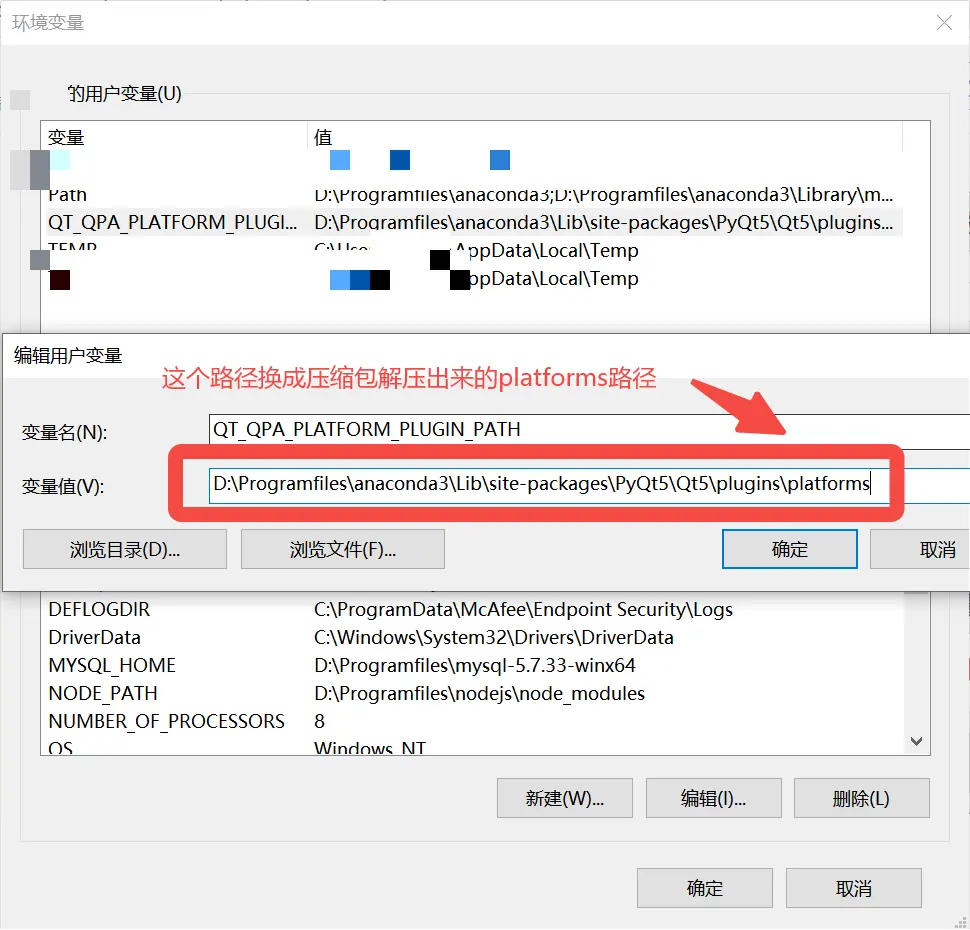 环境变量
的用户变量(U)
变量 值
Path D:\Programfiles\anaconda3;D:\Programfiles\anaconda3\Library\m...
QT_QPA_PLATFORM_PLUGI... D:\Programfiles\anaconda3\Lib\site-packages\PyQt5\Qt5\plugins...
TEMP C:\Use AppData\Local\Temp
ppData\Local\Temp
编辑用户变量
这个路径换成压缩包解压出来的platforms路径
变量名(N): QT_QPA_PLATFORM_PLUGIN_PATH
变量值(V): D:\Programfiles\anaconda3\Lib\site-packages\PyQt5\Qt5\plugins\platforms
浏览目录(D)... 浏览文件(F)... 确定 取消
DEFLOGDIR C:\ProgramData\McAfee\Endpoint Security\Logs
DriverData C:\Windows\System32\Drivers\DriverData
MYSQL_HOME D:\Programfiles\mysql-5.7.33-winx64
NODE_PATH D:\Programfiles\nodejs\node_modules
NUMBER_OF_PROCESSORS 8
OS Windows_NT
新建(W)... 编辑(I)... 删除(L)
确定 取消